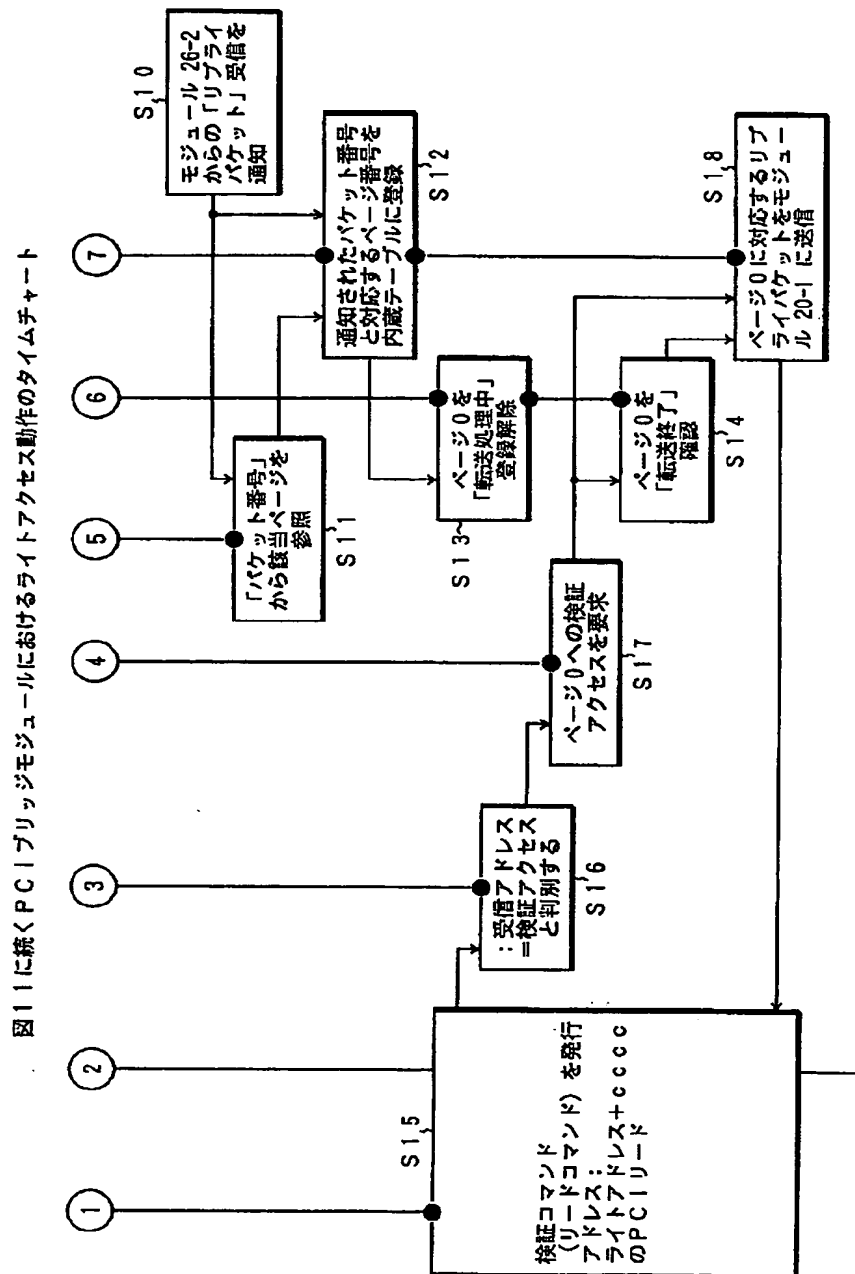 図11に続くPCIブリッジモジュールにおけるライトアクセス動作のタイムチャート
1
2
3
4
5
6
7
S10
モジュール 26-2
からの「リプライ
パケット」受信を
通知
「パケット番号」
から該当ページを
参照
S11
通知されたパケット番号
と対応するページ番号を
内蔵テーブルに登録
S12
ページ0を
「転送処理中」
登録解除
S13
ページ0を
「転送終了」
確認
S14
S15
検証コマンド
(リードコマンド)を発行
アドレス:
ライトアドレス+cccc
のPCIリード
:受信アドレス
=検証アクセス
と判別する
S16
ページ0への検証
アクセスを要求
S17
S18
ページ0に対応するリプ
ライパケットをモジュー
ル 20-1 に送信